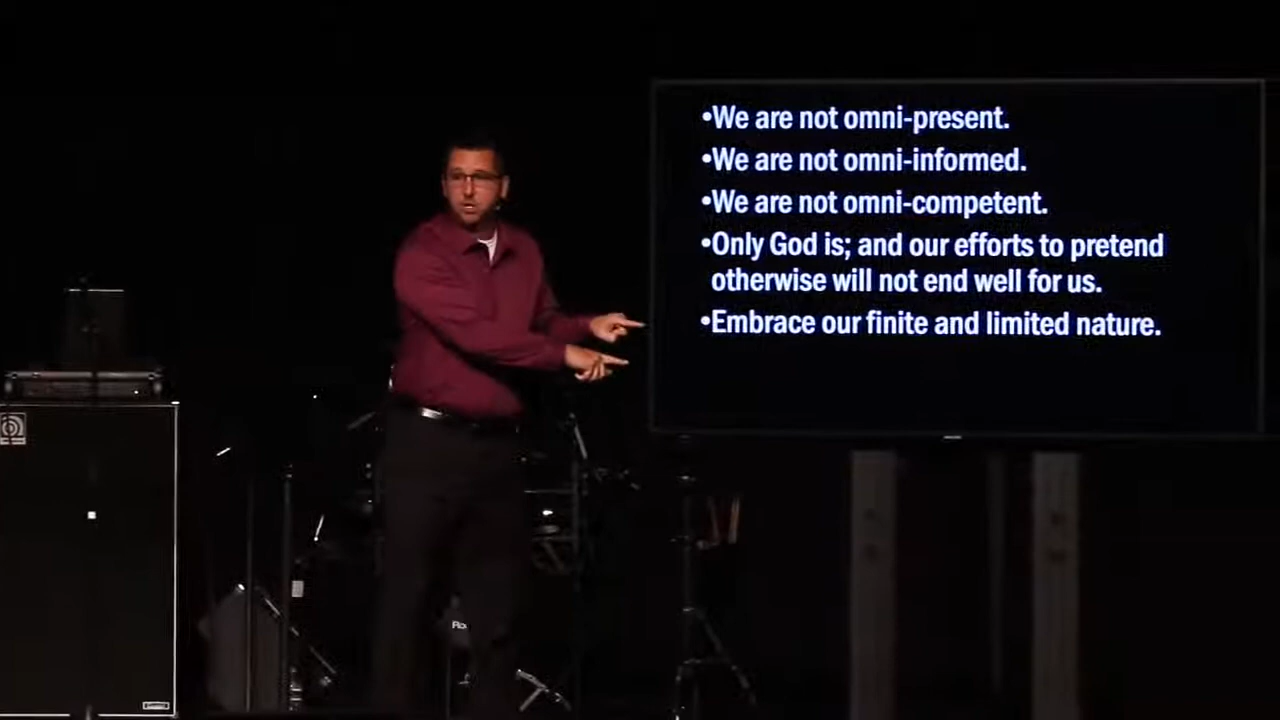 •We are not omni-present.
•We are not omni-informed.
•We are not omni-competent.
•Only God is; and our efforts to pretend
otherwise will not end well for us.
•Embrace our finite and limited nature.